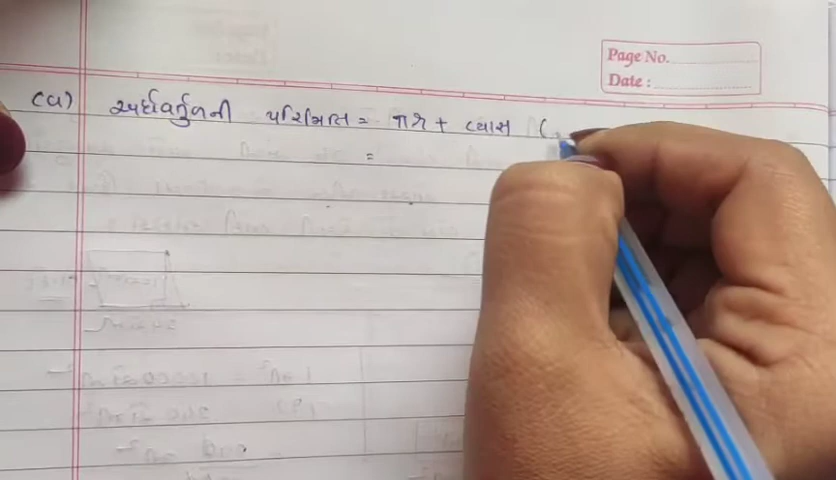 Page No.
Date :
(a) અર્ધવર્તુળની પરિમિતિ = πr + વ્યાસ (
=